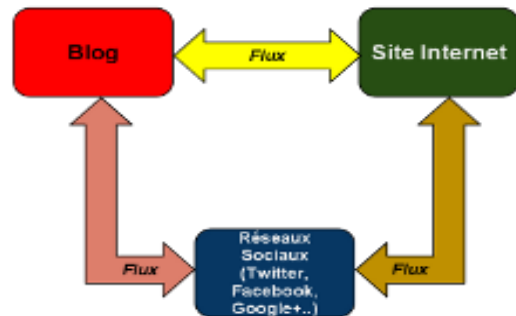 Blog
Flux
Site Internet
Réseaux
Sociaux
(Twitter,
Facebook,
Google+..)
Flux
Flux